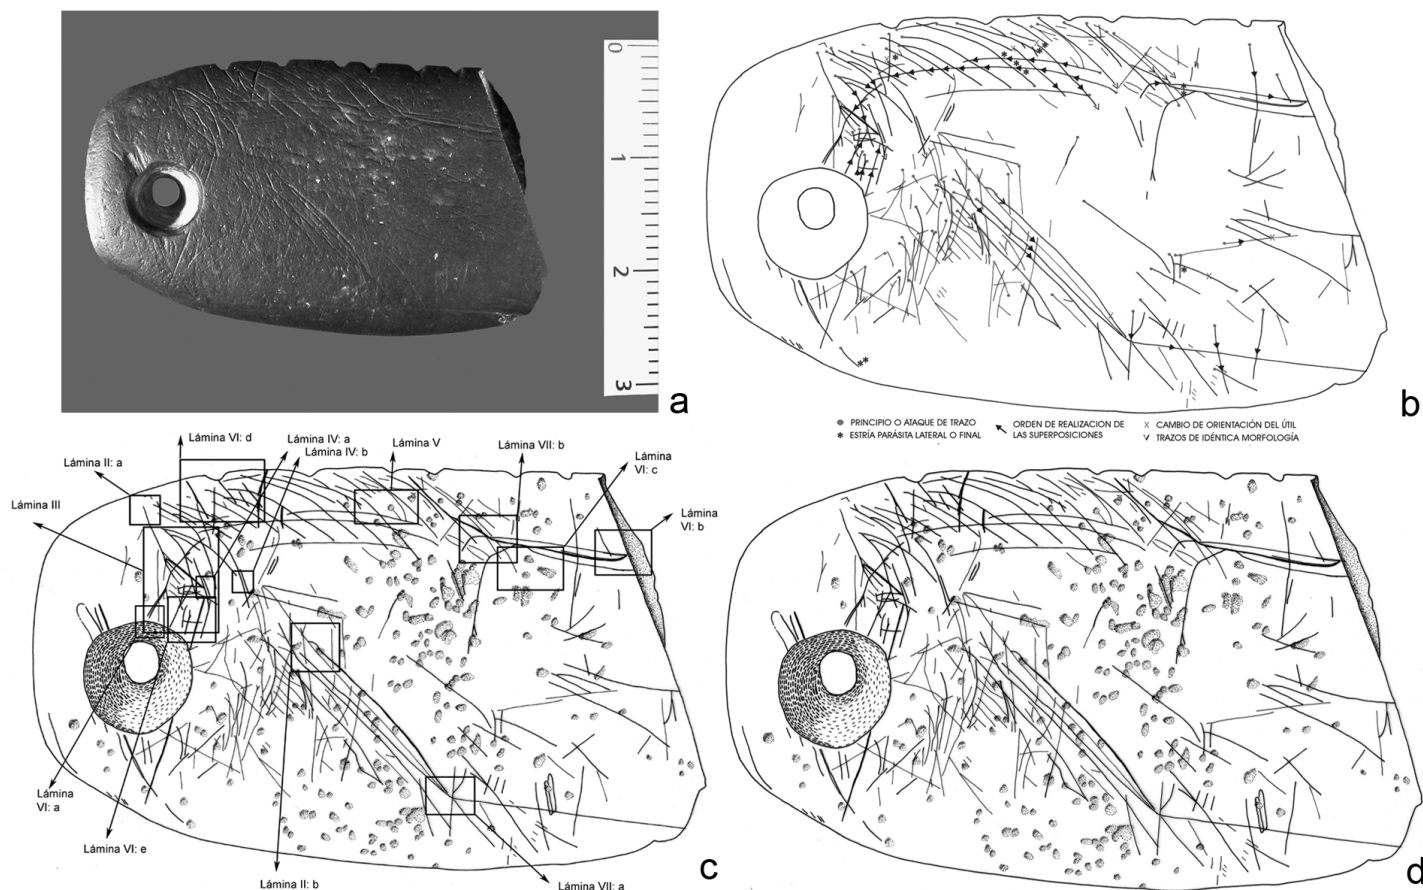 0
1
2
3
a
b
PRINCIPIO O ATAQUE DE TRAZO
ESTRÍA PARÁSITA LATERAL O FINAL
ORDEN DE REALIZACION DE
LAS SUPERPOSICIONES
CAMBIO DE ORIENTACIÓN DEL ÚTIL
TRAZOS DE IDÉNTICA MORFOLOGÍA
Lámina VI: d
Lámina IV: a
Lámina IV: b
Lámina V
Lámina VII: b
Lámina
VI: c
Lámina II: a
Lámina III
Lámina
VI: b
Lámina
VI: a
Lámina VI: e
Lámina II: b
Lámina VII: a
c
d